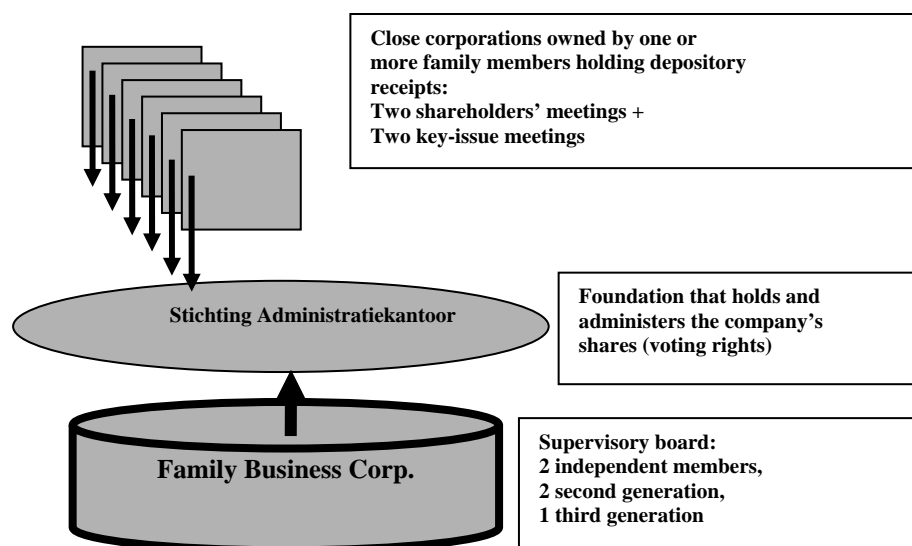 Close corporations owned by one or
more family members holding depository
receipts:
Two shareholders’ meetings +
Two key-issue meetings
Stichting Administratiekantoor
Foundation that holds and
administers the company’s
shares (voting rights)
Family Business Corp.
Supervisory board:
2 independent members,
2 second generation,
1 third generation